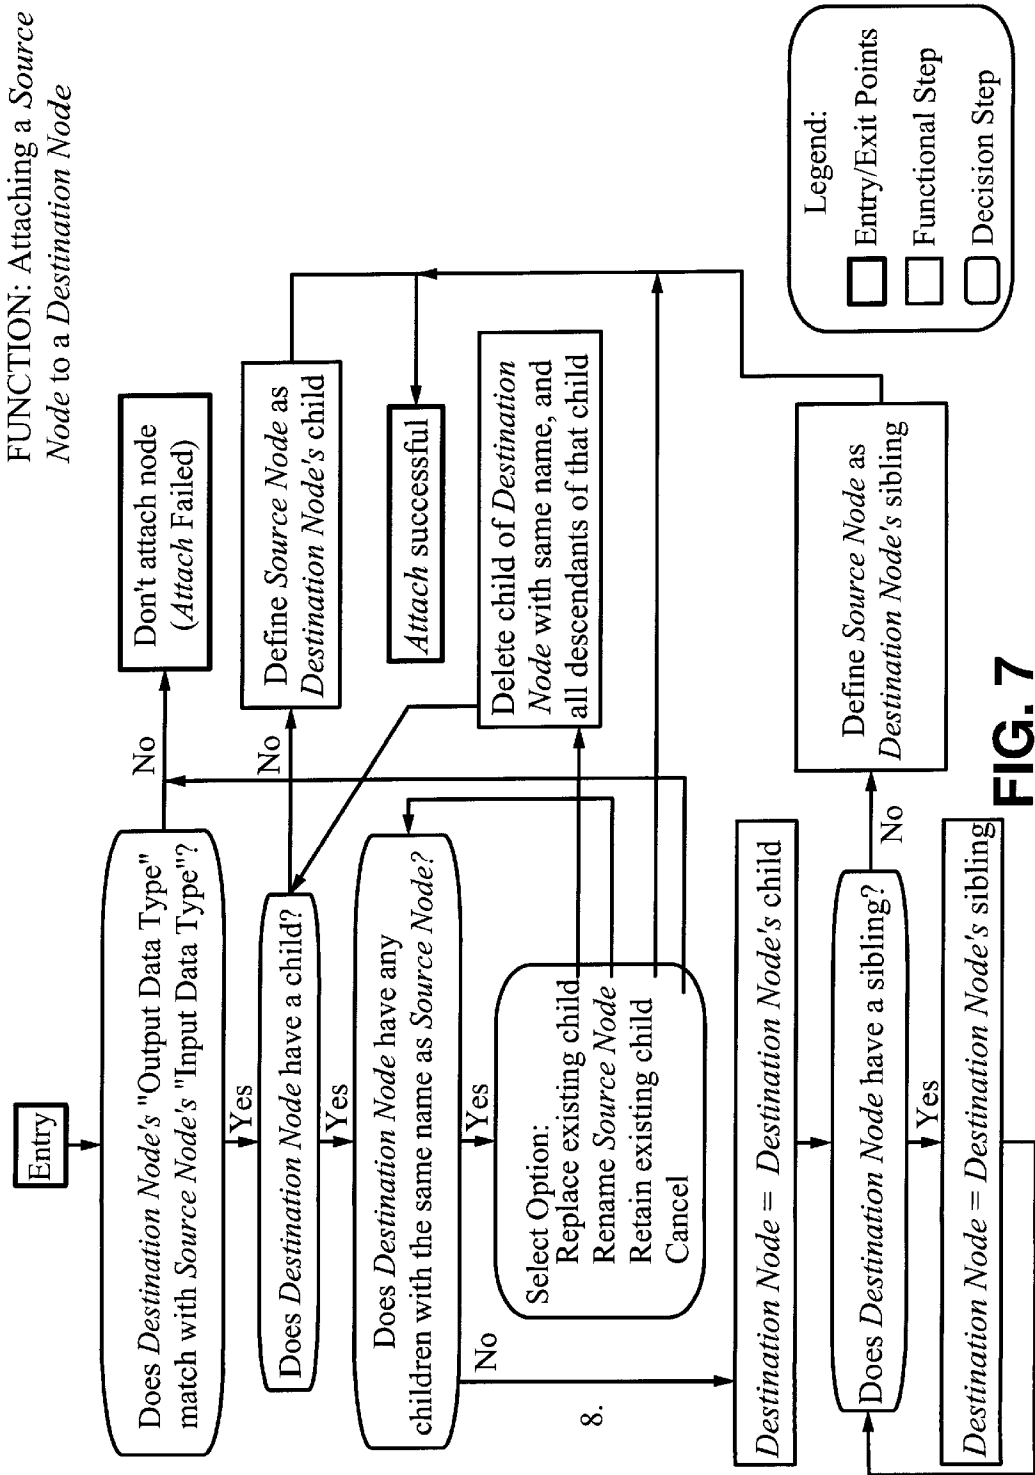 FUNCTION: Attaching a Source
Node to a Destination Node
Entry
Does Destination Node's "Output Data Type"
match with Source Node's "Input Data Type"?
No
Don't attach node
(Attach Failed)
Yes
Does Destination Node have a child?
No
Define Source Node as
Destination Node's child
Yes
Attach successful
Does Destination Node have any
children with the same name as Source Node?
Delete child of Destination
Node with same name, and
all descendants of that child
No
Yes
Select Option:
Replace existing child
Rename Source Node
Retain existing child
Cancel
8.
Destination Node = Destination Node's child
Does Destination Node have a sibling?
No
Define Source Node as
Destination Node's sibling
Yes
Destination Node = Destination Node's sibling
Legend:
Entry/Exit Points
Functional Step
Decision Step
FIG. 7